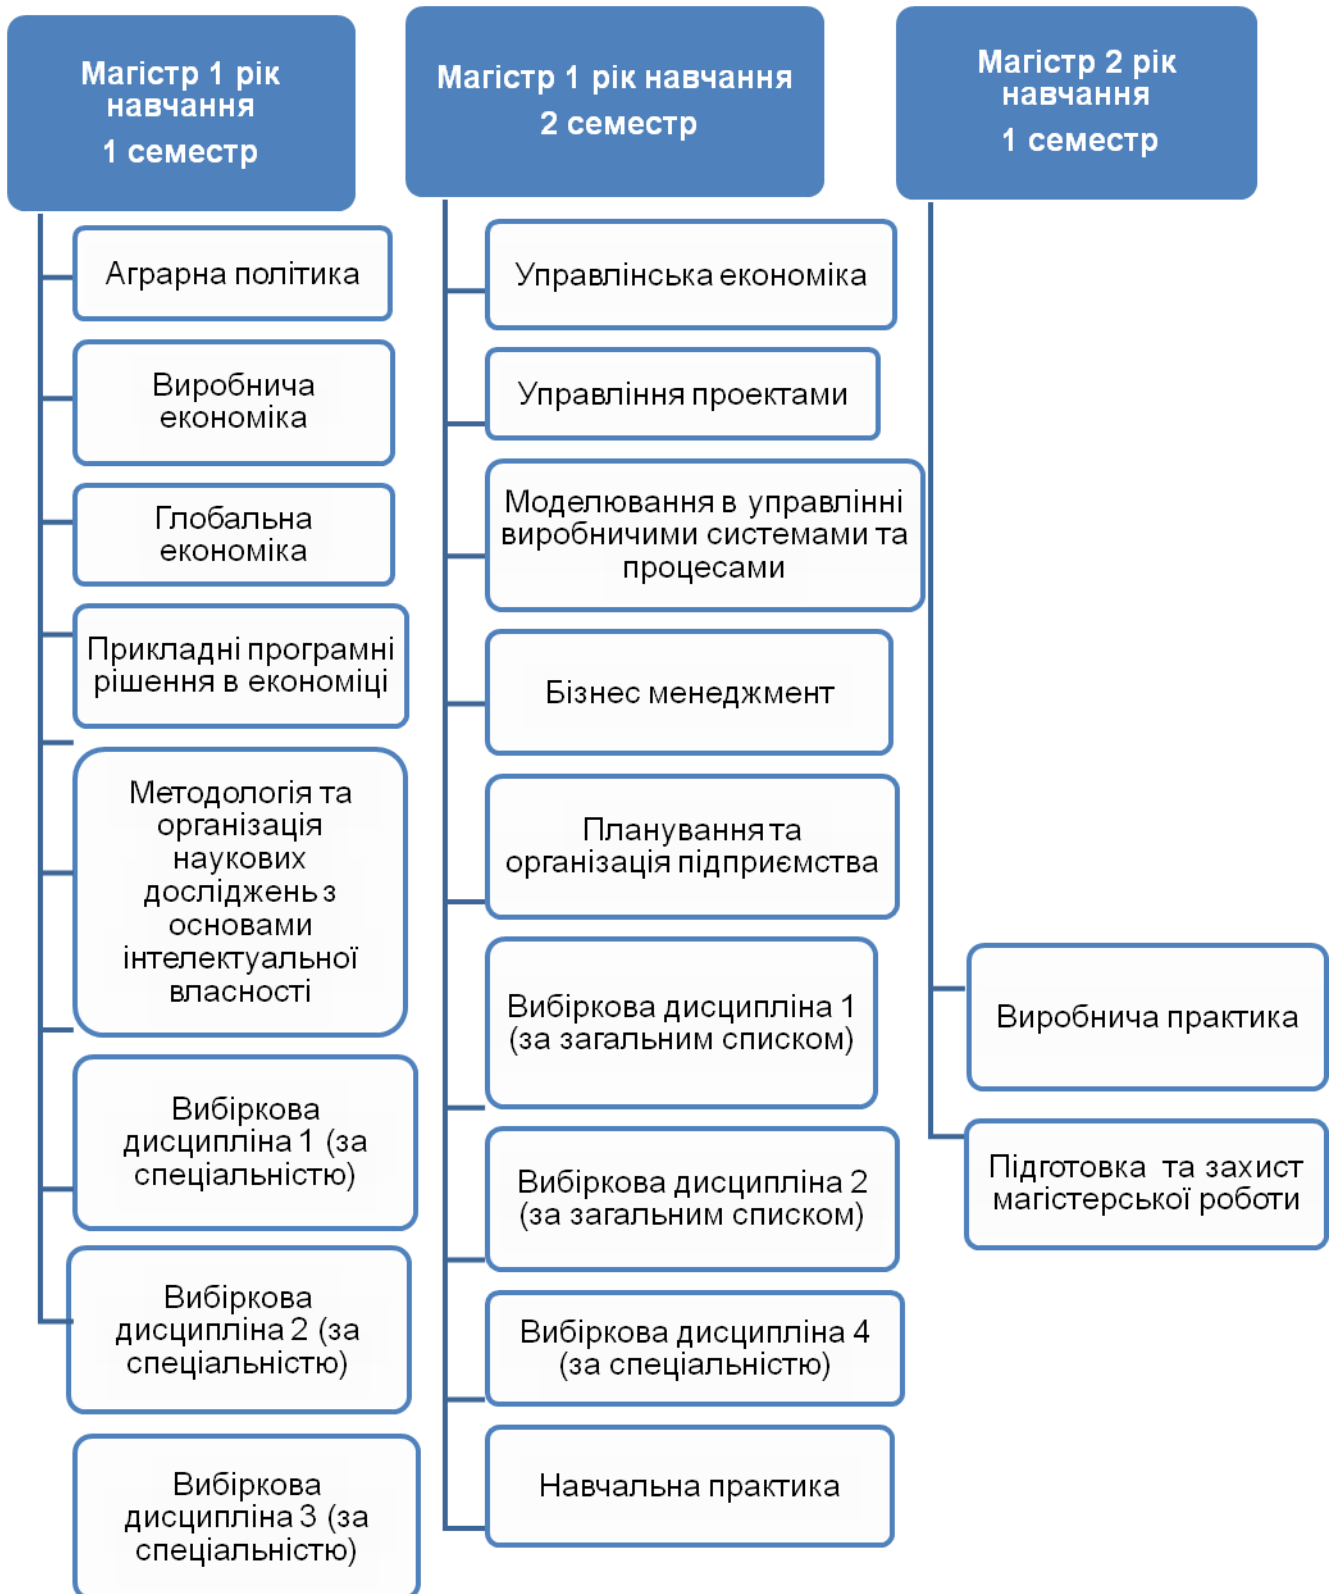 Магістр 1 рік
навчання
1 семестр
Аграрна політика
Виробнича
економіка
Глобальна
економіка
Прикладні програмні
рішення в економіці
Методологія та
організація
наукових
досліджень з
основами
інтелектуальної
власності
Вибіркова
дисципліна 1 (за
спеціальністю)
Вибіркова
дисципліна 2 (за
спеціальністю)
Вибіркова
дисципліна 3 (за
спеціальністю)
Магістр 1 рік навчання
2 семестр
Управлінська економіка
Управління проектами
Моделювання в управлінні
виробничими системами та
процесами
Бізнес менеджмент
Планування та
організація підприємства
Вибіркова дисципліна 1
(за загальним списком)
Вибіркова дисципліна 2
(за загальним списком)
Вибіркова дисципліна 4
(за спеціальністю)
Навчальна практика
Магістр 2 рік
навчання
1 семестр
Виробнича практика
Підготовка та захист
магістерської роботи